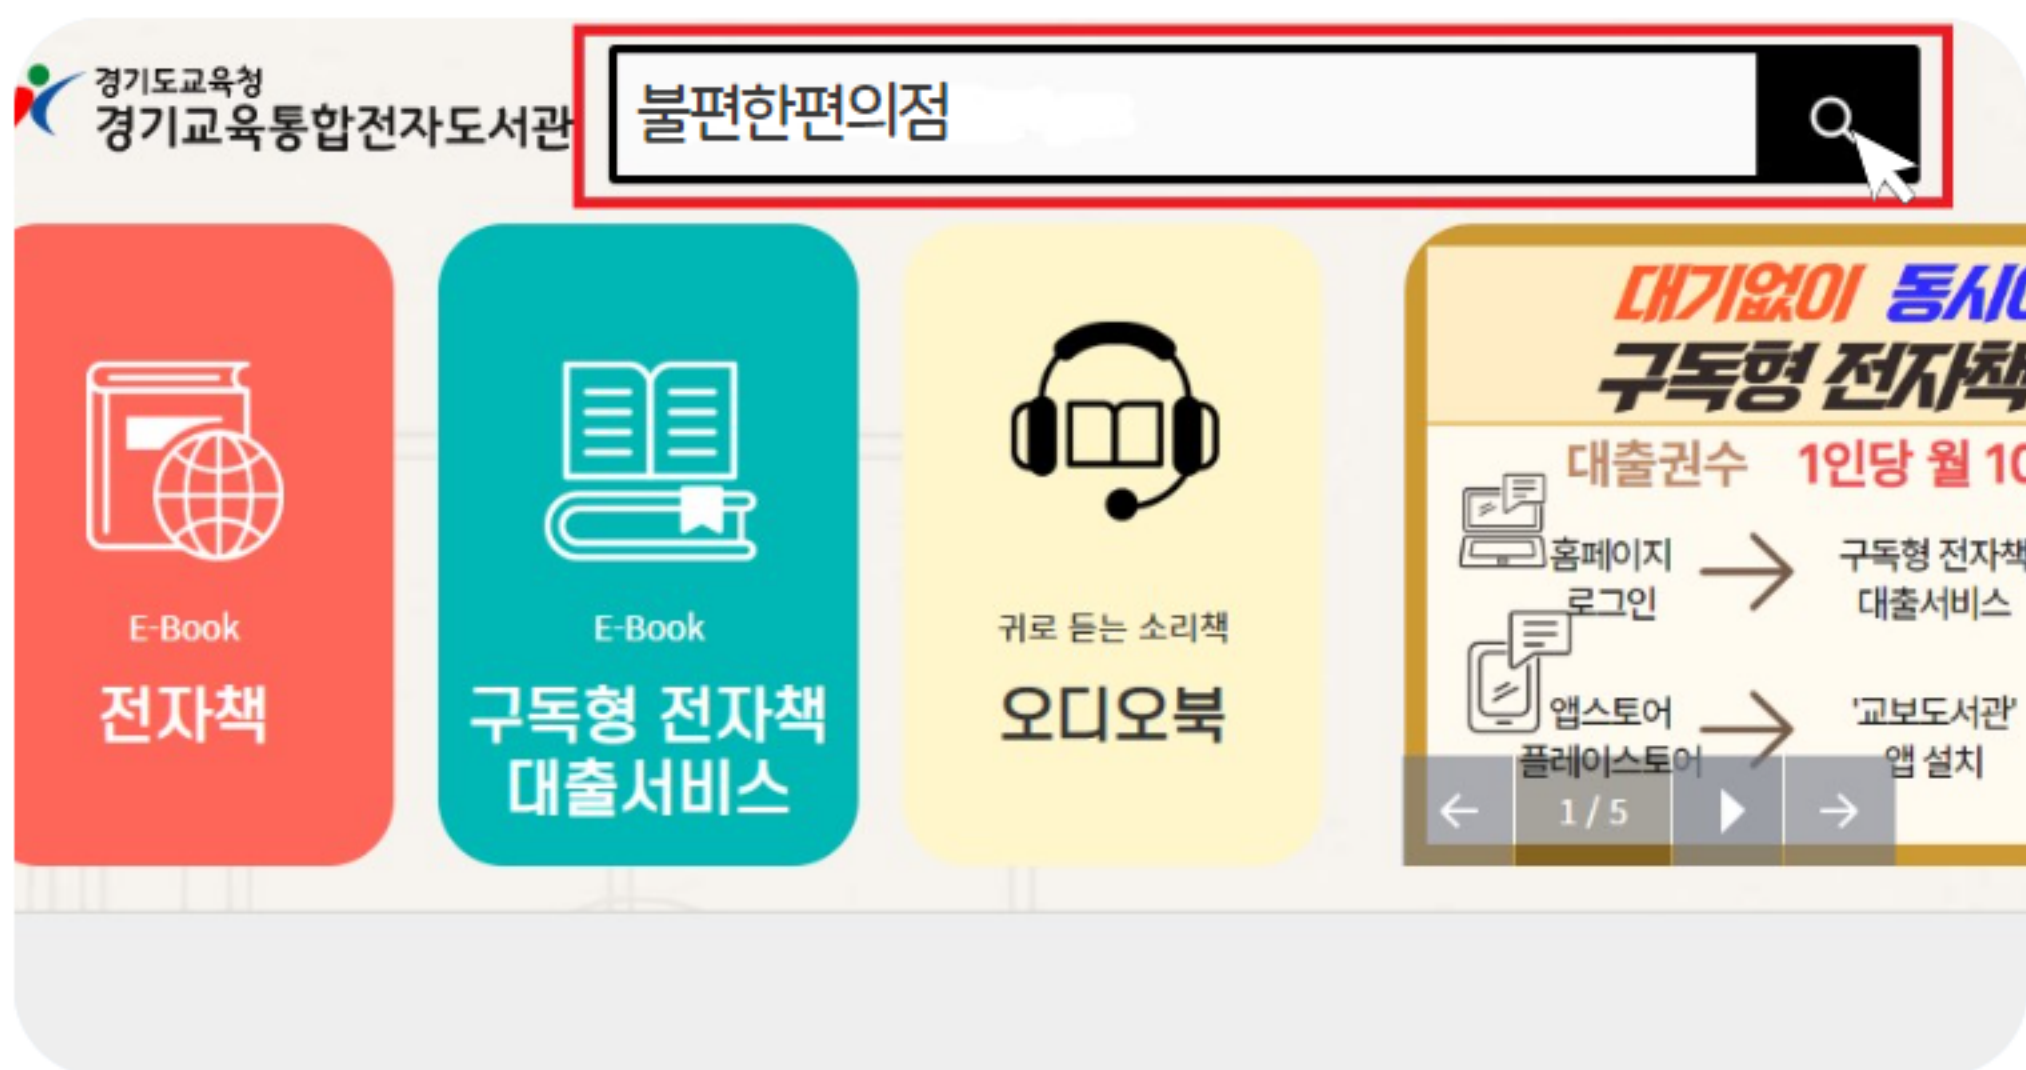 경기도교육청
경기교육통합전자도서관
불편한편의점
E-Book
전자책
E-Book
구독형 전자책
대출서비스
귀로 듣는 소리책
오디오북
대기없이 동시
구독형 전자책
대출권수 1인당 월 10
홈페이지
로그인
구독형 전자책
대출서비스
앱스토어
플레이스토어
'교보도서관'
앱 설치
1 / 5